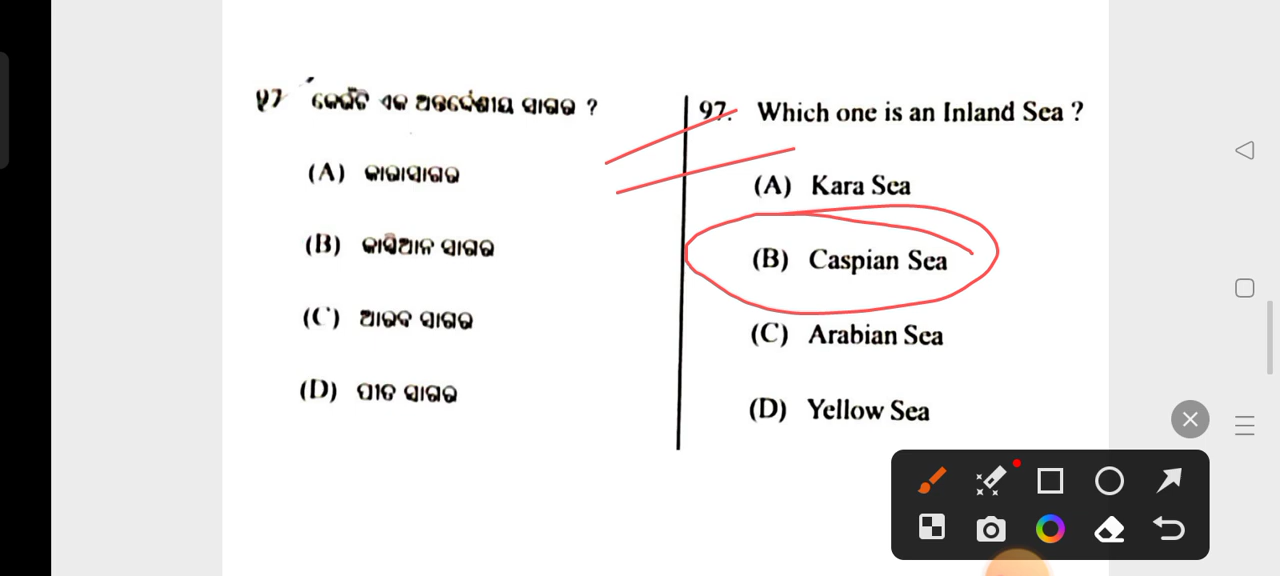 97 କେଉଁଟି ଏକ ଅନ୍ତର୍ଦେଶୀୟ ସାଗର ?
(A) କାରାସାଗର
(B) କାସ୍ପିଆନ ସାଗର
(C) ଆରବ ସାଗର
(D) ପୀତ ସାଗର
97. Which one is an Inland Sea ?
(A) Kara Sea
(B) Caspian Sea
(C) Arabian Sea
(D) Yellow Sea